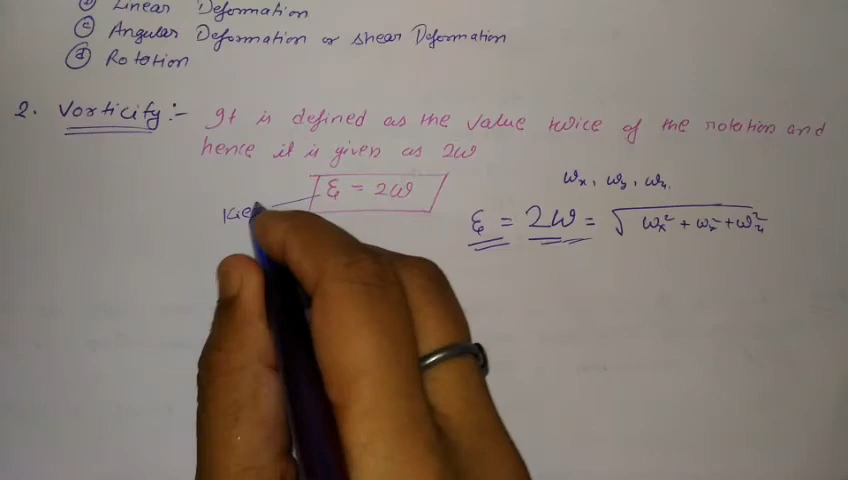 (b) Linear Deformation
(c) Angular Deformation or shear Deformation
(d) Rotation
2. Vorticity :- It is defined as the value twice of the rotation and
hence it is given as 2ω
ξ = 2ω
ωx, ωy, ωz.
ξ = 2ω = √ωx² + ωx² + ωz²